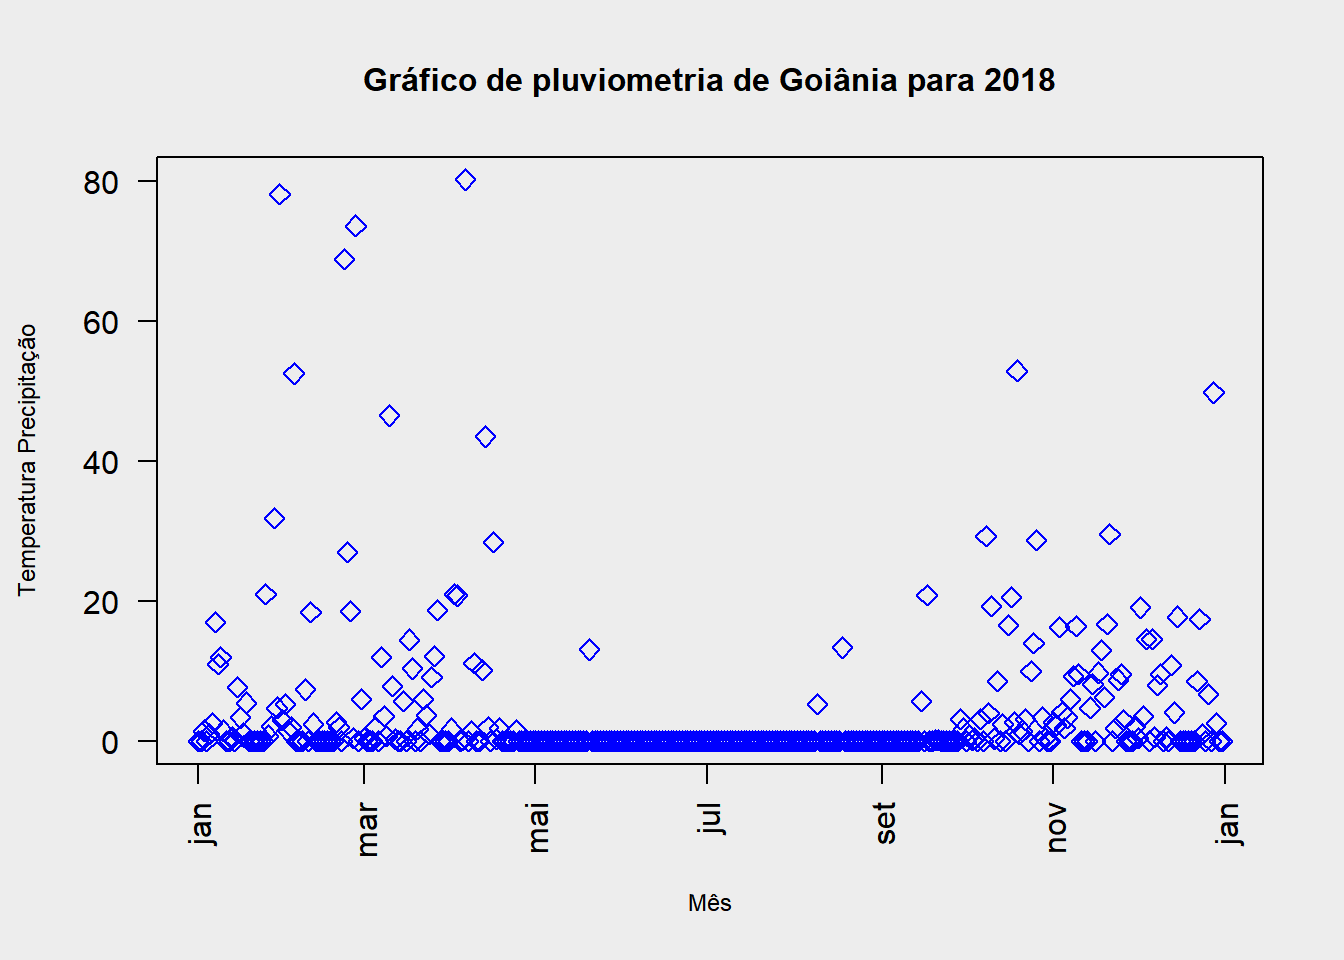 Gráfico de pluviometria de Goiânia para 2018
Temperatura Precipitação
80
60
40
20
0
jan
mar
mai
jul
set
nov
jan
Mês